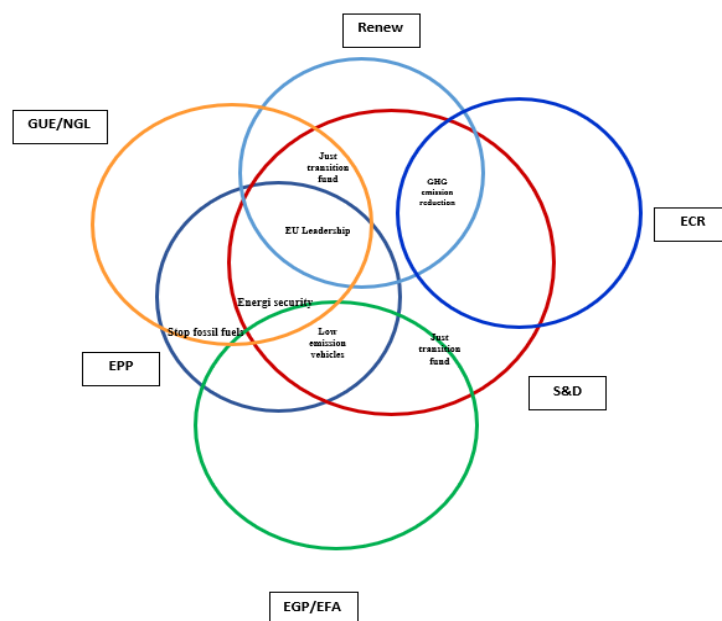 Renew
GUE/NGL
Just
transition
fund
GHG
emission
reduction
ECR
EU Leadership
Energi security
Stop fossil fuels
Low
emission
vehicles
Just
transition
fund
EPP
S&D
EGP/EFA